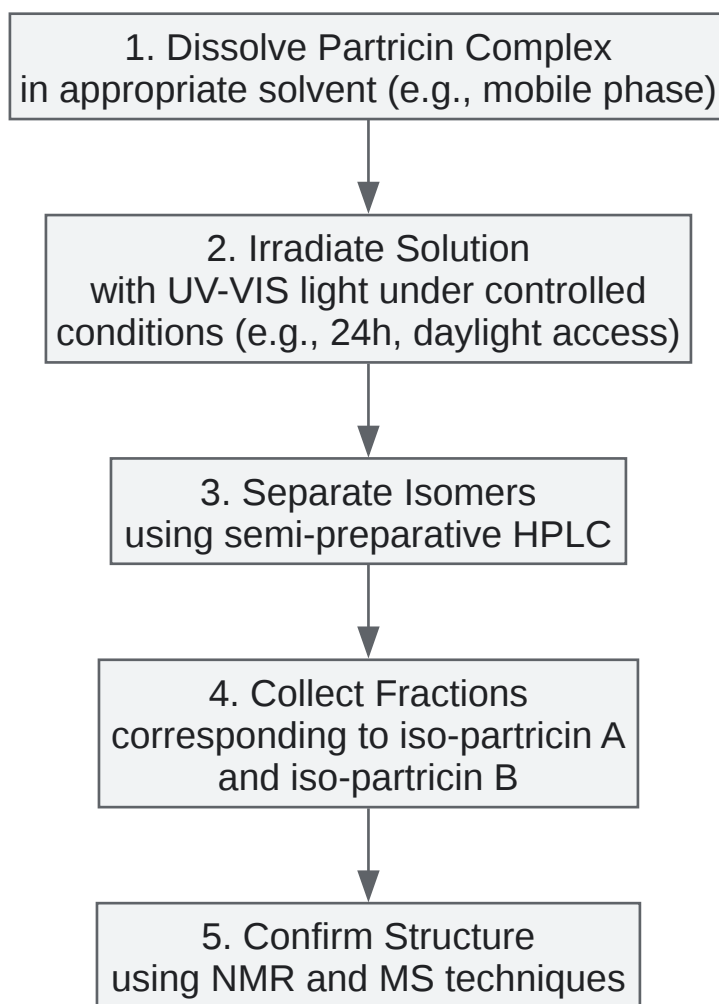 1. Dissolve Partricin Complex
in appropriate solvent (e.g., mobile phase)
2. Irradiate Solution
with UV-VIS light under controlled
conditions (e.g., 24h, daylight access)
3. Separate Isomers
using semi-preparative HPLC
4. Collect Fractions
corresponding to iso-partricin A
and iso-partricin B
5. Confirm Structure
using NMR and MS techniques